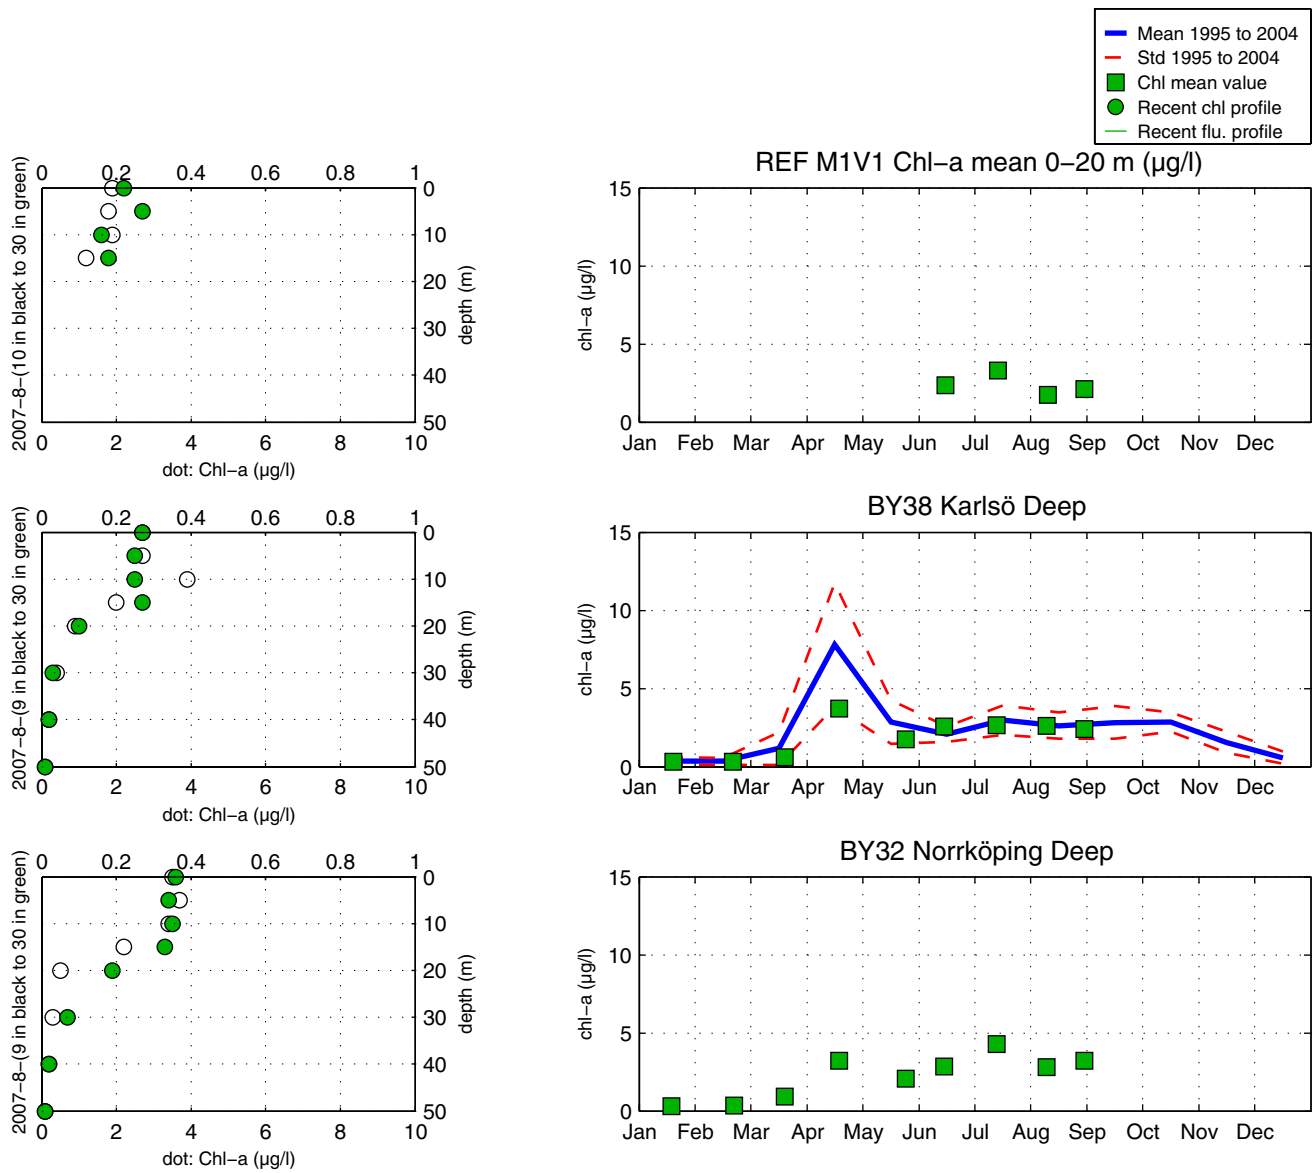 Mean 1995 to 2004
Std 1995 to 2004
Chl mean value
Recent chl profile
Recent flu. profile
0 0.2 0.4 0.6 0.8 1
2007−8−(10 in black to 30 in green)
0
10
20
30
40
50
depth (m)
0 2 4 6 8 10
dot: Chl−a (µg/l)
REF M1V1 Chl−a mean 0−20 m (µg/l)
15
10
5
0
chl−a (µg/l)
Jan Feb Mar Apr May Jun Jul Aug Sep Oct Nov Dec
0 0.2 0.4 0.6 0.8 1
2007−8−(9 in black to 30 in green)
0
10
20
30
40
50
depth (m)
0 2 4 6 8 10
dot: Chl−a (µg/l)
BY38 Karlsö Deep
15
10
5
0
chl−a (µg/l)
Jan Feb Mar Apr May Jun Jul Aug Sep Oct Nov Dec
0 0.2 0.4 0.6 0.8 1
2007−8−(9 in black to 30 in green)
0
10
20
30
40
50
depth (m)
0 2 4 6 8 10
dot: Chl−a (µg/l)
BY32 Norrköping Deep
15
10
5
0
chl−a (µg/l)
Jan Feb Mar Apr May Jun Jul Aug Sep Oct Nov Dec